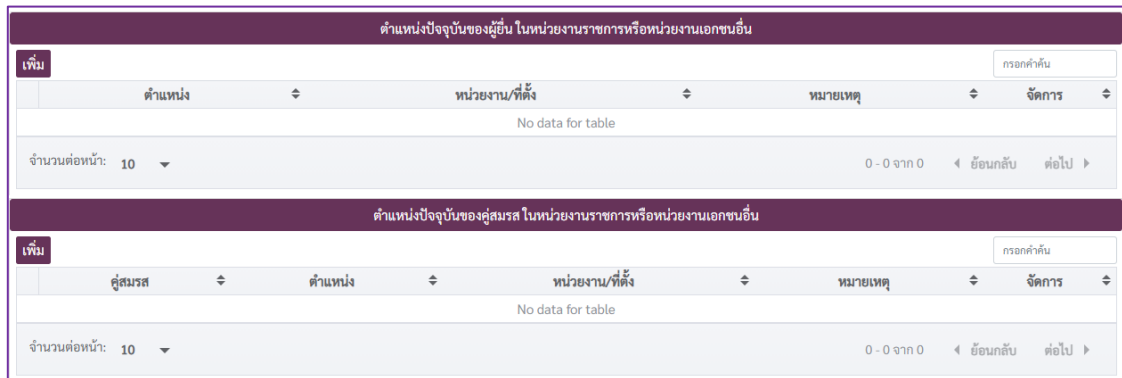 ตำแหน่งปัจจุบันของผู้ยื่น ในหน่วยงานราชการหรือหน่วยงานเอกชนอื่น
เพิ่ม กรอกคำค้น
ตำแหน่ง หน่วยงาน/ที่ตั้ง หมายเหตุ จัดการ
No data for table
จำนวนต่อหน้า: 10 0 - 0 จาก 0 ย้อนกลับ ต่อไป
ตำแหน่งปัจจุบันของคู่สมรส ในหน่วยงานราชการหรือหน่วยงานเอกชนอื่น
เพิ่ม กรอกคำค้น
คู่สมรส ตำแหน่ง หน่วยงาน/ที่ตั้ง หมายเหตุ จัดการ
No data for table
จำนวนต่อหน้า: 10 0 - 0 จาก 0 ย้อนกลับ ต่อไป